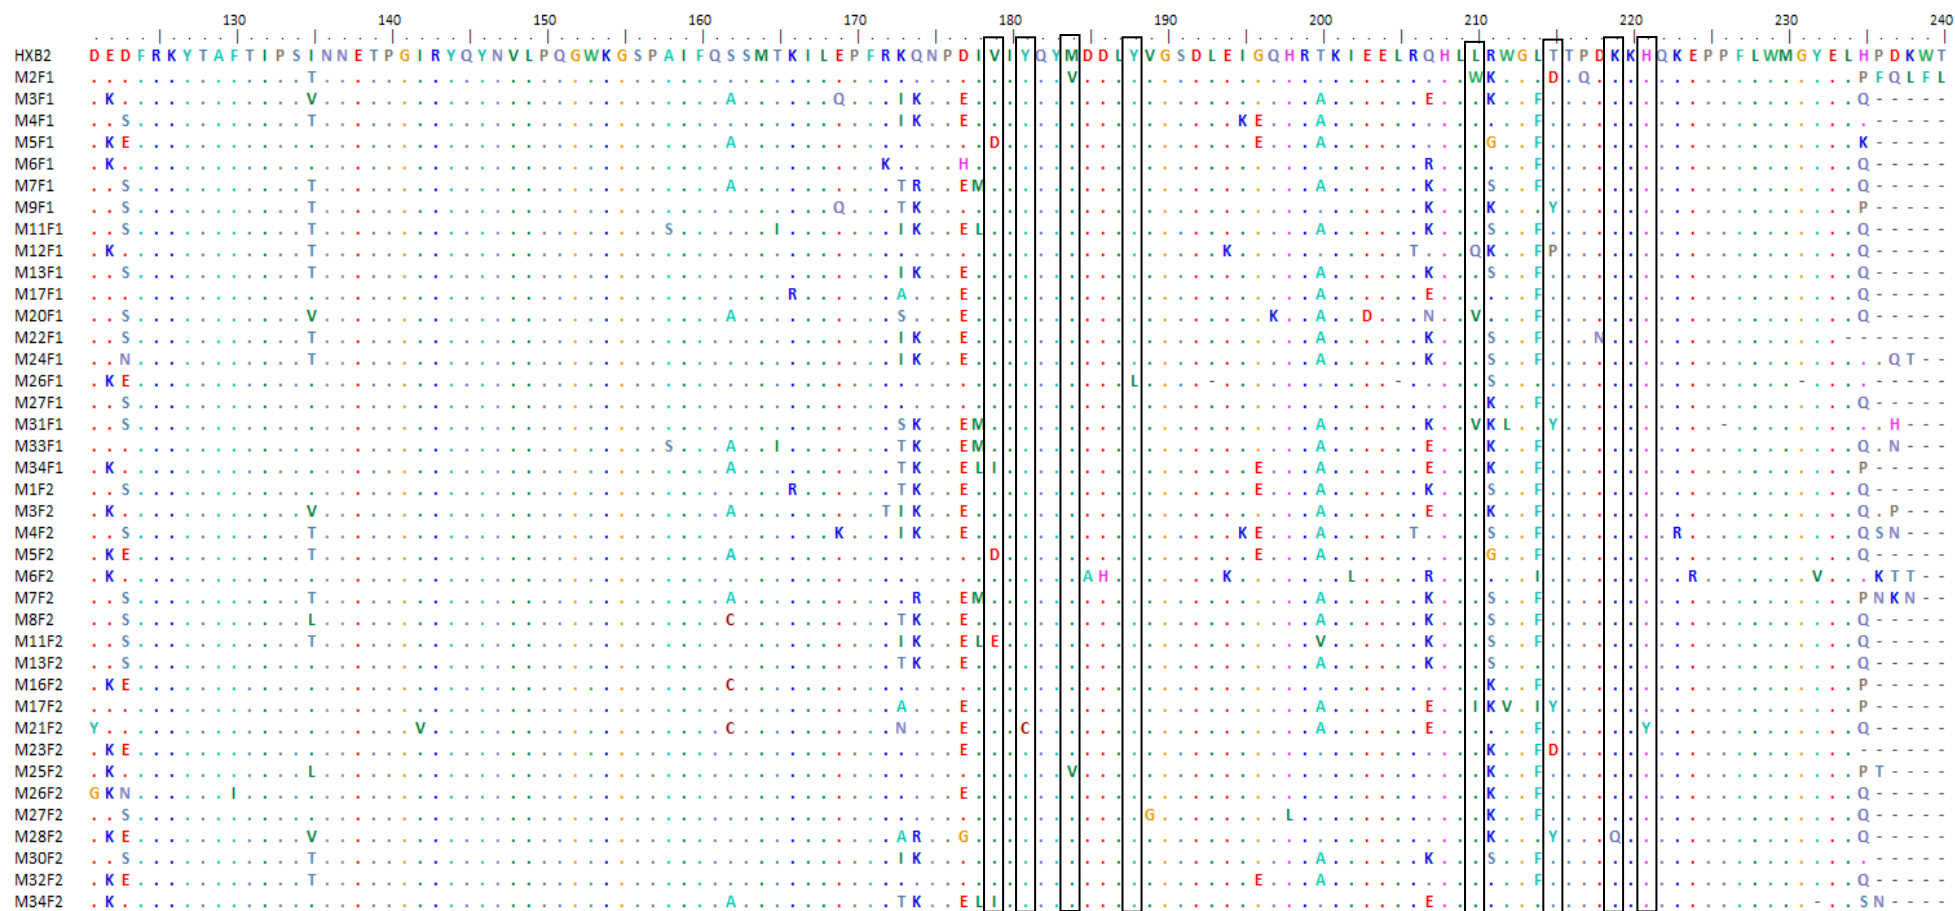 130 140 150 160 170 180 190 200 210 220 230 240
HXB2 D E D F R K Y T A F T I P S I N N E T P G I R Y Q Y N V L P Q G W K G S P A I F Q S S M T K I L E P F R K Q N P D I V I Y Q Y M D D L Y V G S D L E I G Q H R T K I E E L R Q H L L R W G L T T P D K K H Q K E P P F L W M G Y E L H P D K W T
M2F1 T V W K D Q P F Q L F L
M3F1 K V A Q I K E A E K F Q - - - - -
M4F1 S T I K E K E A F - - - - -
M5F1 K E A D E A G F K - - - - -
M6F1 K K H R F Q - - - - -
M7F1 S T A T R E M A K S F Q - - - - -
M9F1 S T Q T K K K Y P - - - - -
M11F1 S T S I I K E L A K S F Q - - - - -
M12F1 K T K T Q K F P Q - - - - -
M13F1 S T I K E A K S F Q - - - - -
M17F1 R A E A E F Q - - - - -
M20F1 S V A S E K A D N V F Q - - - - -
M22F1 S T I K E A K S F N - - - - - - -
M24F1 N T I K E A K S F Q T - -
M26F1 K E L - - S - - - - - -
M27F1 S K F Q - - - - -
M31F1 S S K E M A K V K L Y - H - - -
M33F1 S A I T K E M A E K F Q N - - -
M34F1 K A T K E L I E A E K F P - - - - -
M1F2 S R T K E E A K S F Q - - - - -
M3F2 K V A T I K E A E K F Q P - - -
M4F2 S T K I K E K E A T S F R Q S N - - -
M5F2 K E T A D E A G F Q - - - - -
M6F2 K A H K L R I R V K T T - -
M7F2 S T A R E M A K S F P N K N - -
M8F2 S L C T K E A K S F Q - - - - -
M11F2 S T I K E L E V K S F Q - - - - -
M13F2 S T K E A K S Q - - - - -
M16F2 K E C K F P - - - - -
M17F2 A E A E I K V I Y P - - - - -
M21F2 Y V C N E C A E F Y Q - - - - -
M23F2 K E E K F D - - - - - -
M25F2 K L V K F P T - - - -
M26F2 G K N I E K F Q - - - - -
M27F2 S G L K F Q - - - - -
M28F2 K E V A R G K Y Q Q - - - - -
M30F2 S T I K A K S F - - - - -
M32F2 K E T E A F Q - - - - -
M34F2 K A T K E L I E - S N - - - -